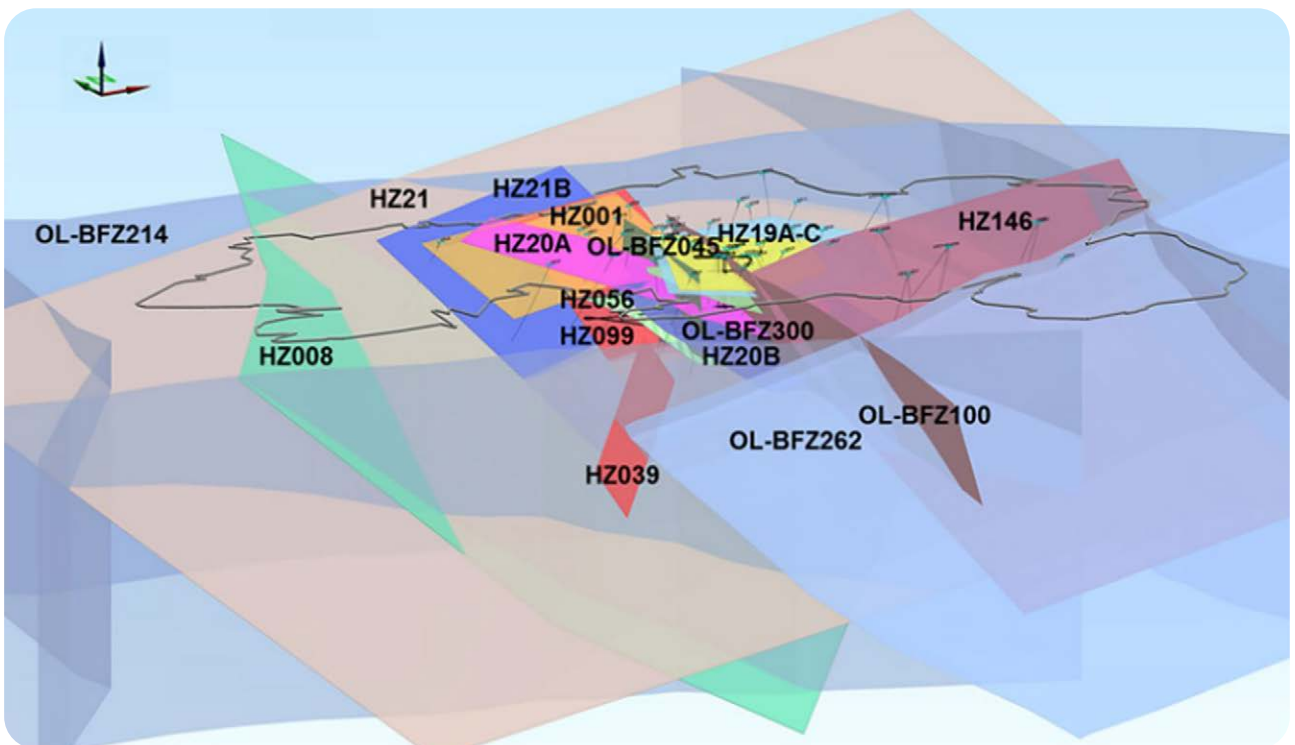 HZ21
HZ21B
OL-BFZ214
HZ001
HZ20A
OL-BFZ045
HZ19A-C
HZ146
HZ056
HZ099
OL-BFZ300
HZ008
HZ20B
OL-BFZ100
OL-BFZ262
HZ039